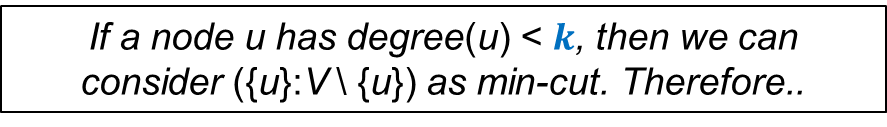 If a node u has degree(u) < k, then we can
consider ({u}:V \ {u}) as min-cut. Therefore..